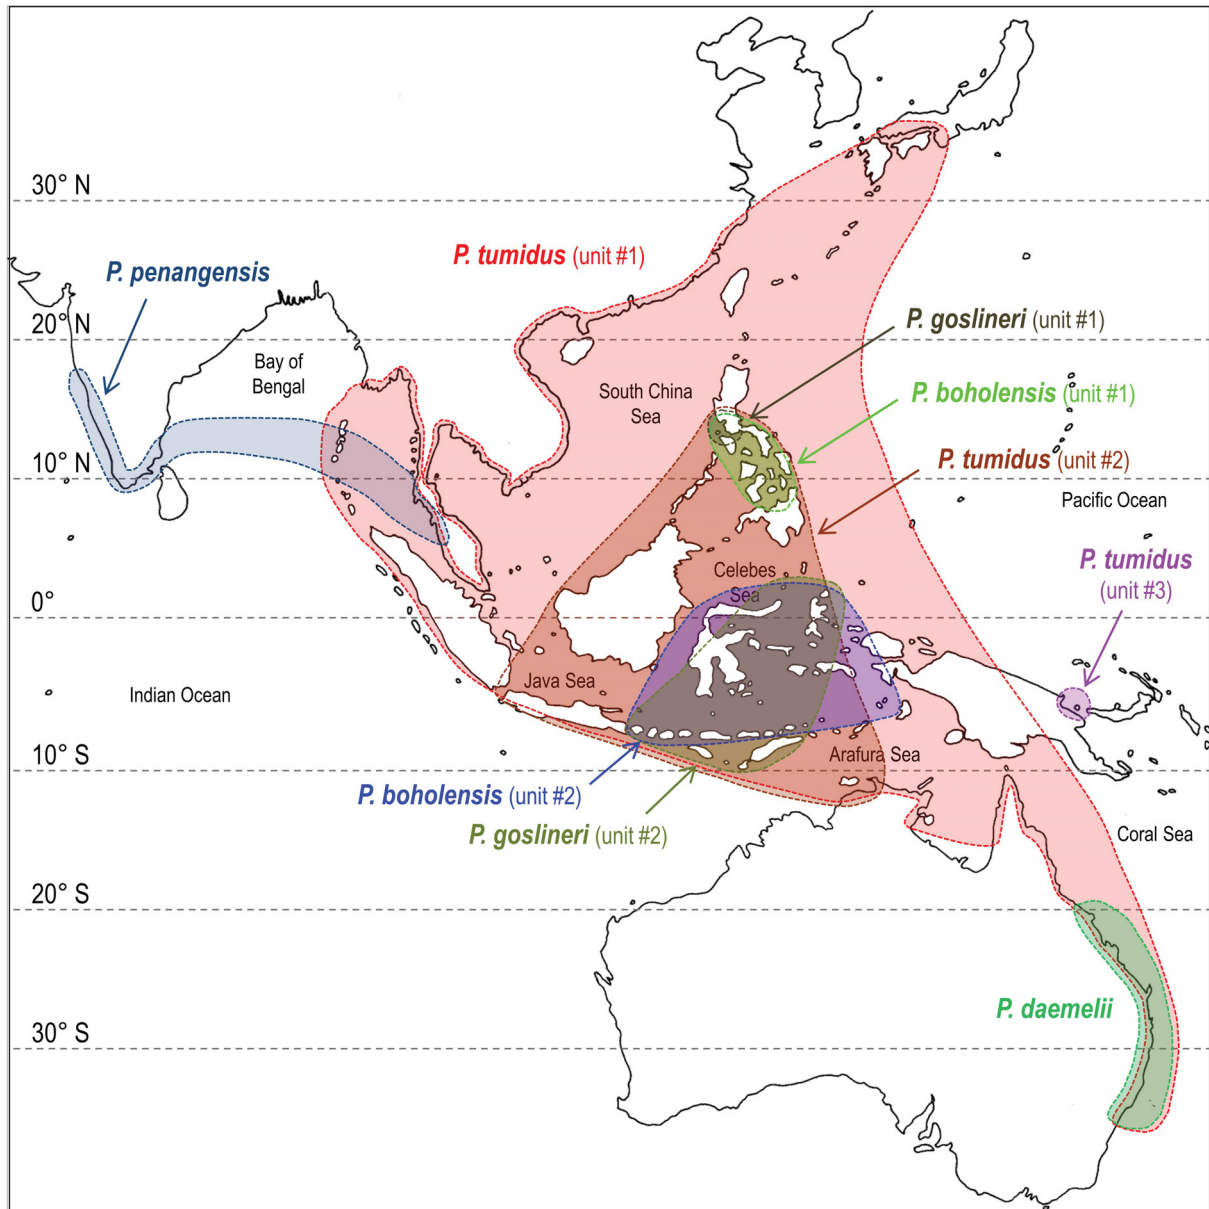 30° N
P. tumidus (unit #1)
P. penangensis
20° N
P. goslineri (unit #1)
Bay of
Bengal
South China
Sea
P. boholensis (unit #1)
10° N
P. tumidus (unit #2)
Pacific Ocean
Celebes
Sea
P. tumidus
(unit #3)
0°
Java Sea
Indian Ocean
10° S
Arafura Sea
P. boholensis (unit #2)
P. goslineri (unit #2)
Coral Sea
20° S
P. daemelii
30° S